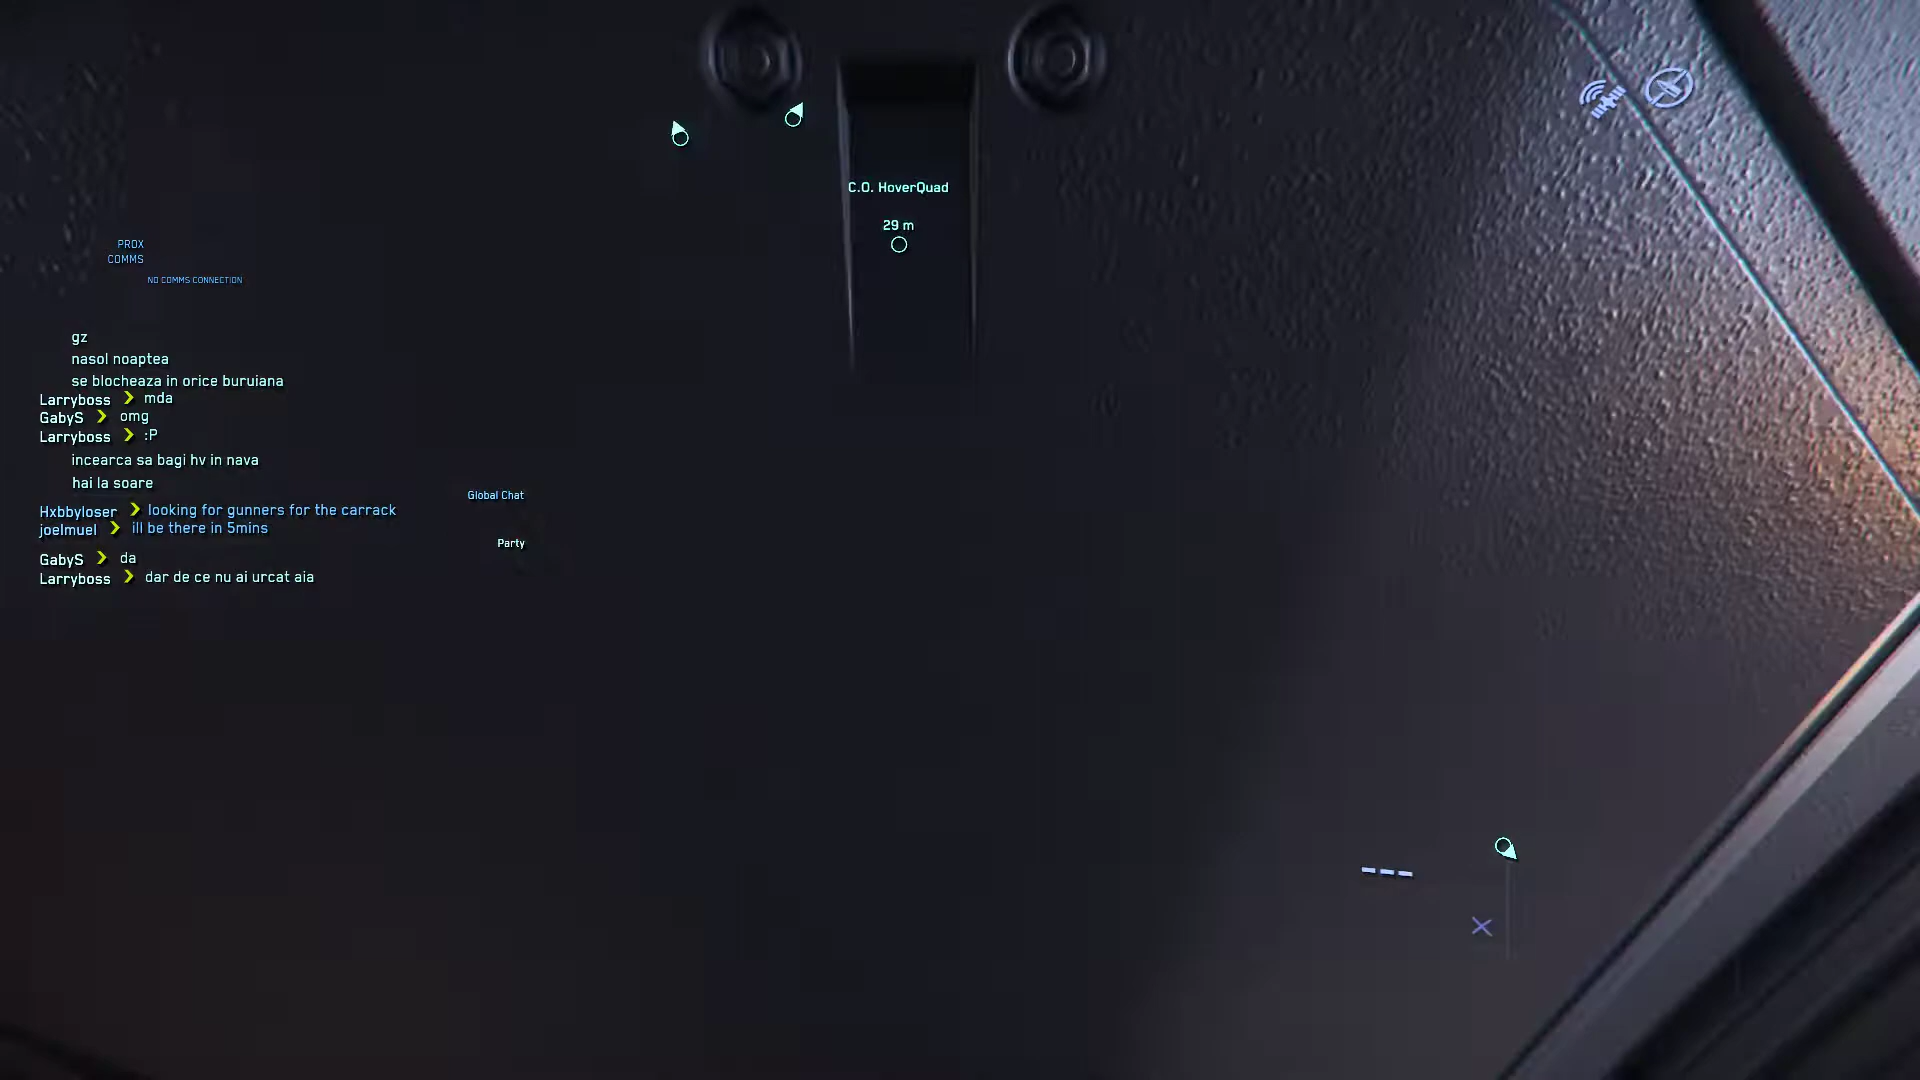 C.O. HoverQuad
29 m
PROX
COMMS
NO COMMS CONNECTION
gz
nasol noaptea
se blocheaza in orice buruiana
Larryboss > mda
GabyS > omg
Larryboss > :P
incearca sa bagi hv in nava
hai la soare
Global Chat
Hxbbyloser > looking for gunners for the carrack
joelmuel > ill be there in 5mins
Party
GabyS > da
Larryboss > dar de ce nu ai urcat aia